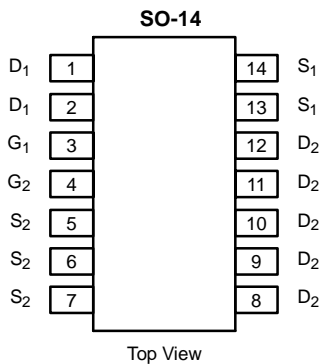 SO-14
D1 1 14 S1
D1 2 13 S1
G1 3 12 D2
G2 4 11 D2
S2 5 10 D2
S2 6 9 D2
S2 7 8 D2
Top View